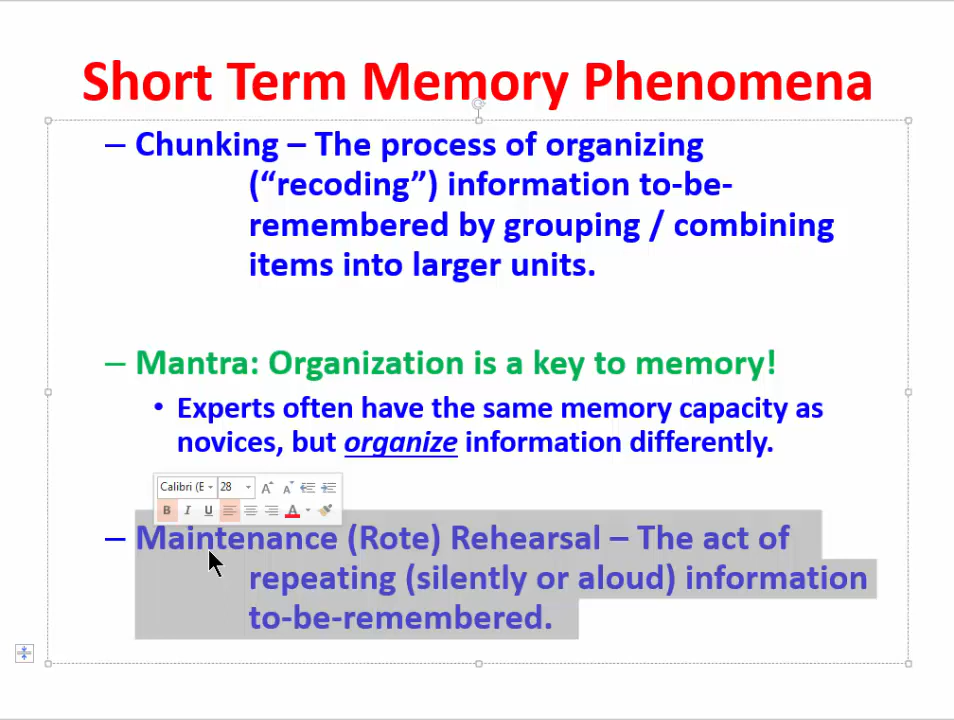 Short Term Memory Phenomena
– Chunking – The process of organizing
(“recoding”) information to-be-
remembered by grouping / combining
items into larger units.
– Mantra: Organization is a key to memory!
• Experts often have the same memory capacity as
novices, but organize information differently.
Calibri (E 28 A A
B I U A
– Maintenance (Rote) Rehearsal – The act of
repeating (silently or aloud) information
to-be-remembered.